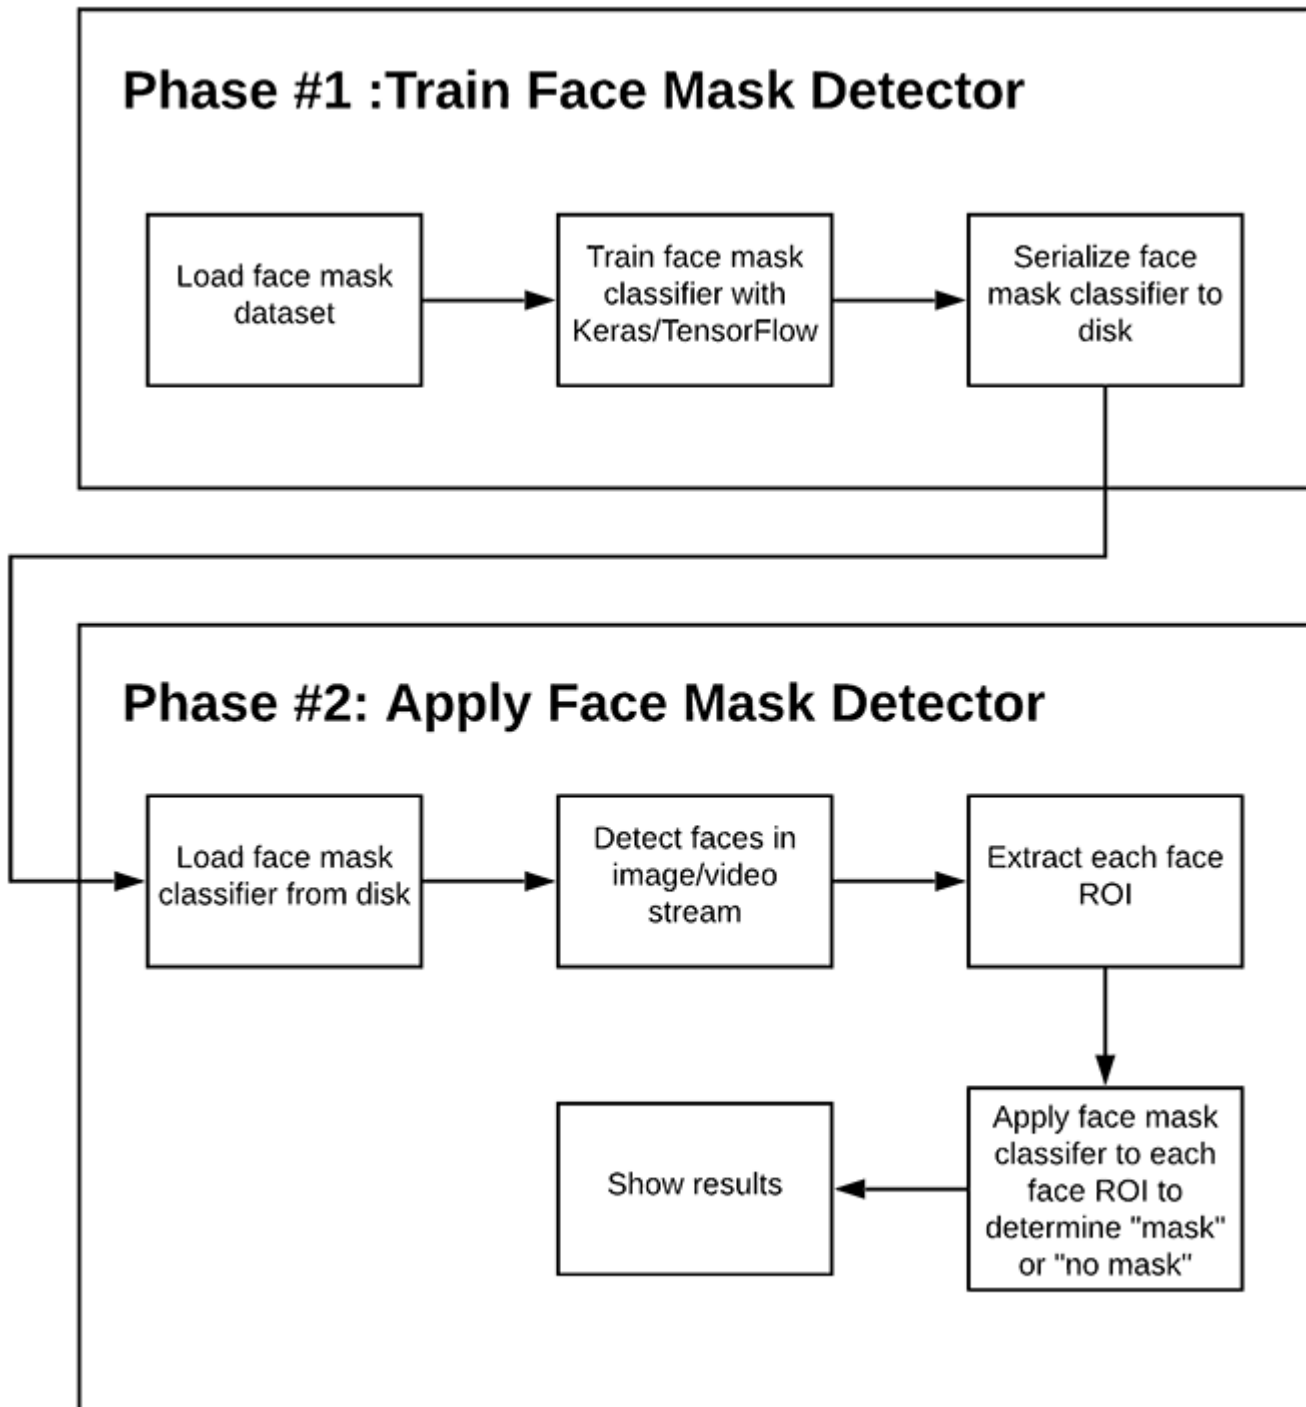 Phase #1 :Train Face Mask Detector
Load face mask
dataset
Train face mask
classifier with
Keras/TensorFlow
Serialize face
mask classifier to
disk
Phase #2: Apply Face Mask Detector
Load face mask
classifier from disk
Detect faces in
image/video
stream
Extract each face
ROI
Apply face mask
classifer to each
face ROI to
determine "mask"
or "no mask"
Show results